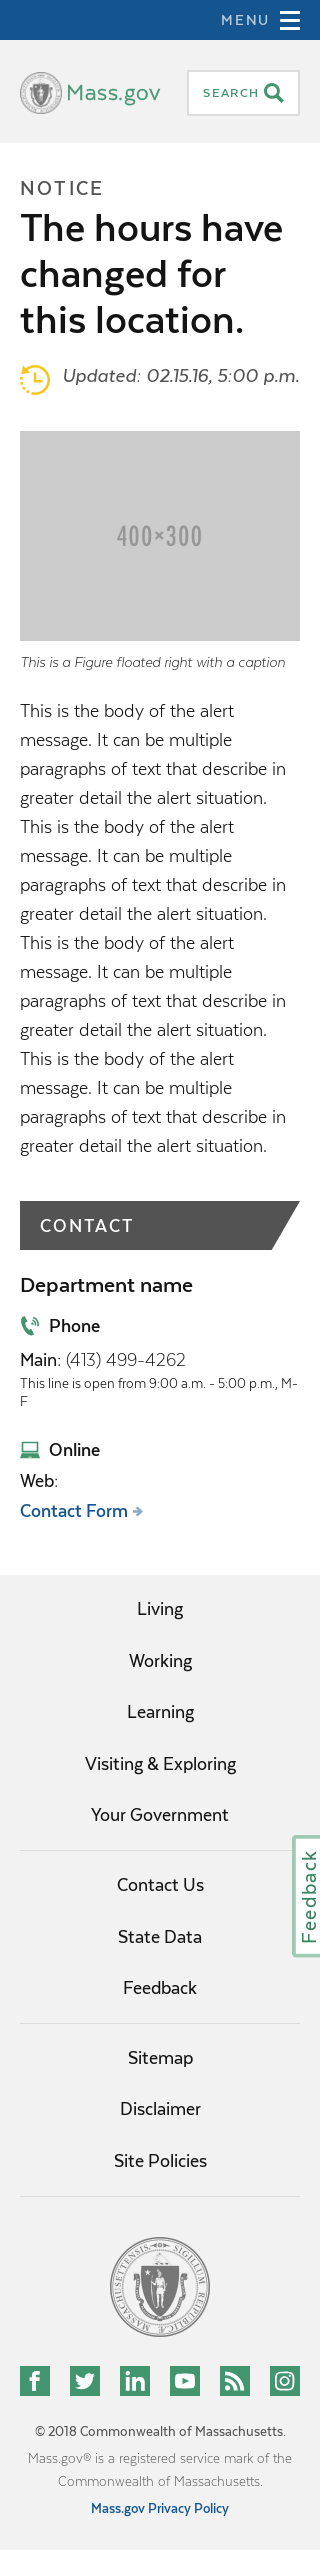 MENU
Mass.gov
SEARCH
NOTICE
The hours have
changed for
this location.
Updated: 02.15.16, 5:00 p.m.
400×300
This is a Figure floated right with a caption
This is the body of the alert
message. It can be multiple
paragraphs of text that describe in
greater detail the alert situation.
This is the body of the alert
message. It can be multiple
paragraphs of text that describe in
greater detail the alert situation.
This is the body of the alert
message. It can be multiple
paragraphs of text that describe in
greater detail the alert situation.
This is the body of the alert
message. It can be multiple
paragraphs of text that describe in
greater detail the alert situation.
CONTACT
Department name
Phone
Main: (413) 499-4262
This line is open from 9:00 a.m. - 5:00 p.m., M-
F
Online
Web:
Contact Form
Living
Working
Learning
Visiting & Exploring
Your Government
Feedback
Contact Us
State Data
Feedback
Sitemap
Disclaimer
Site Policies
© 2018 Commonwealth of Massachusetts.
Mass.gov® is a registered service mark of the
Commonwealth of Massachusetts.
Mass.gov Privacy Policy